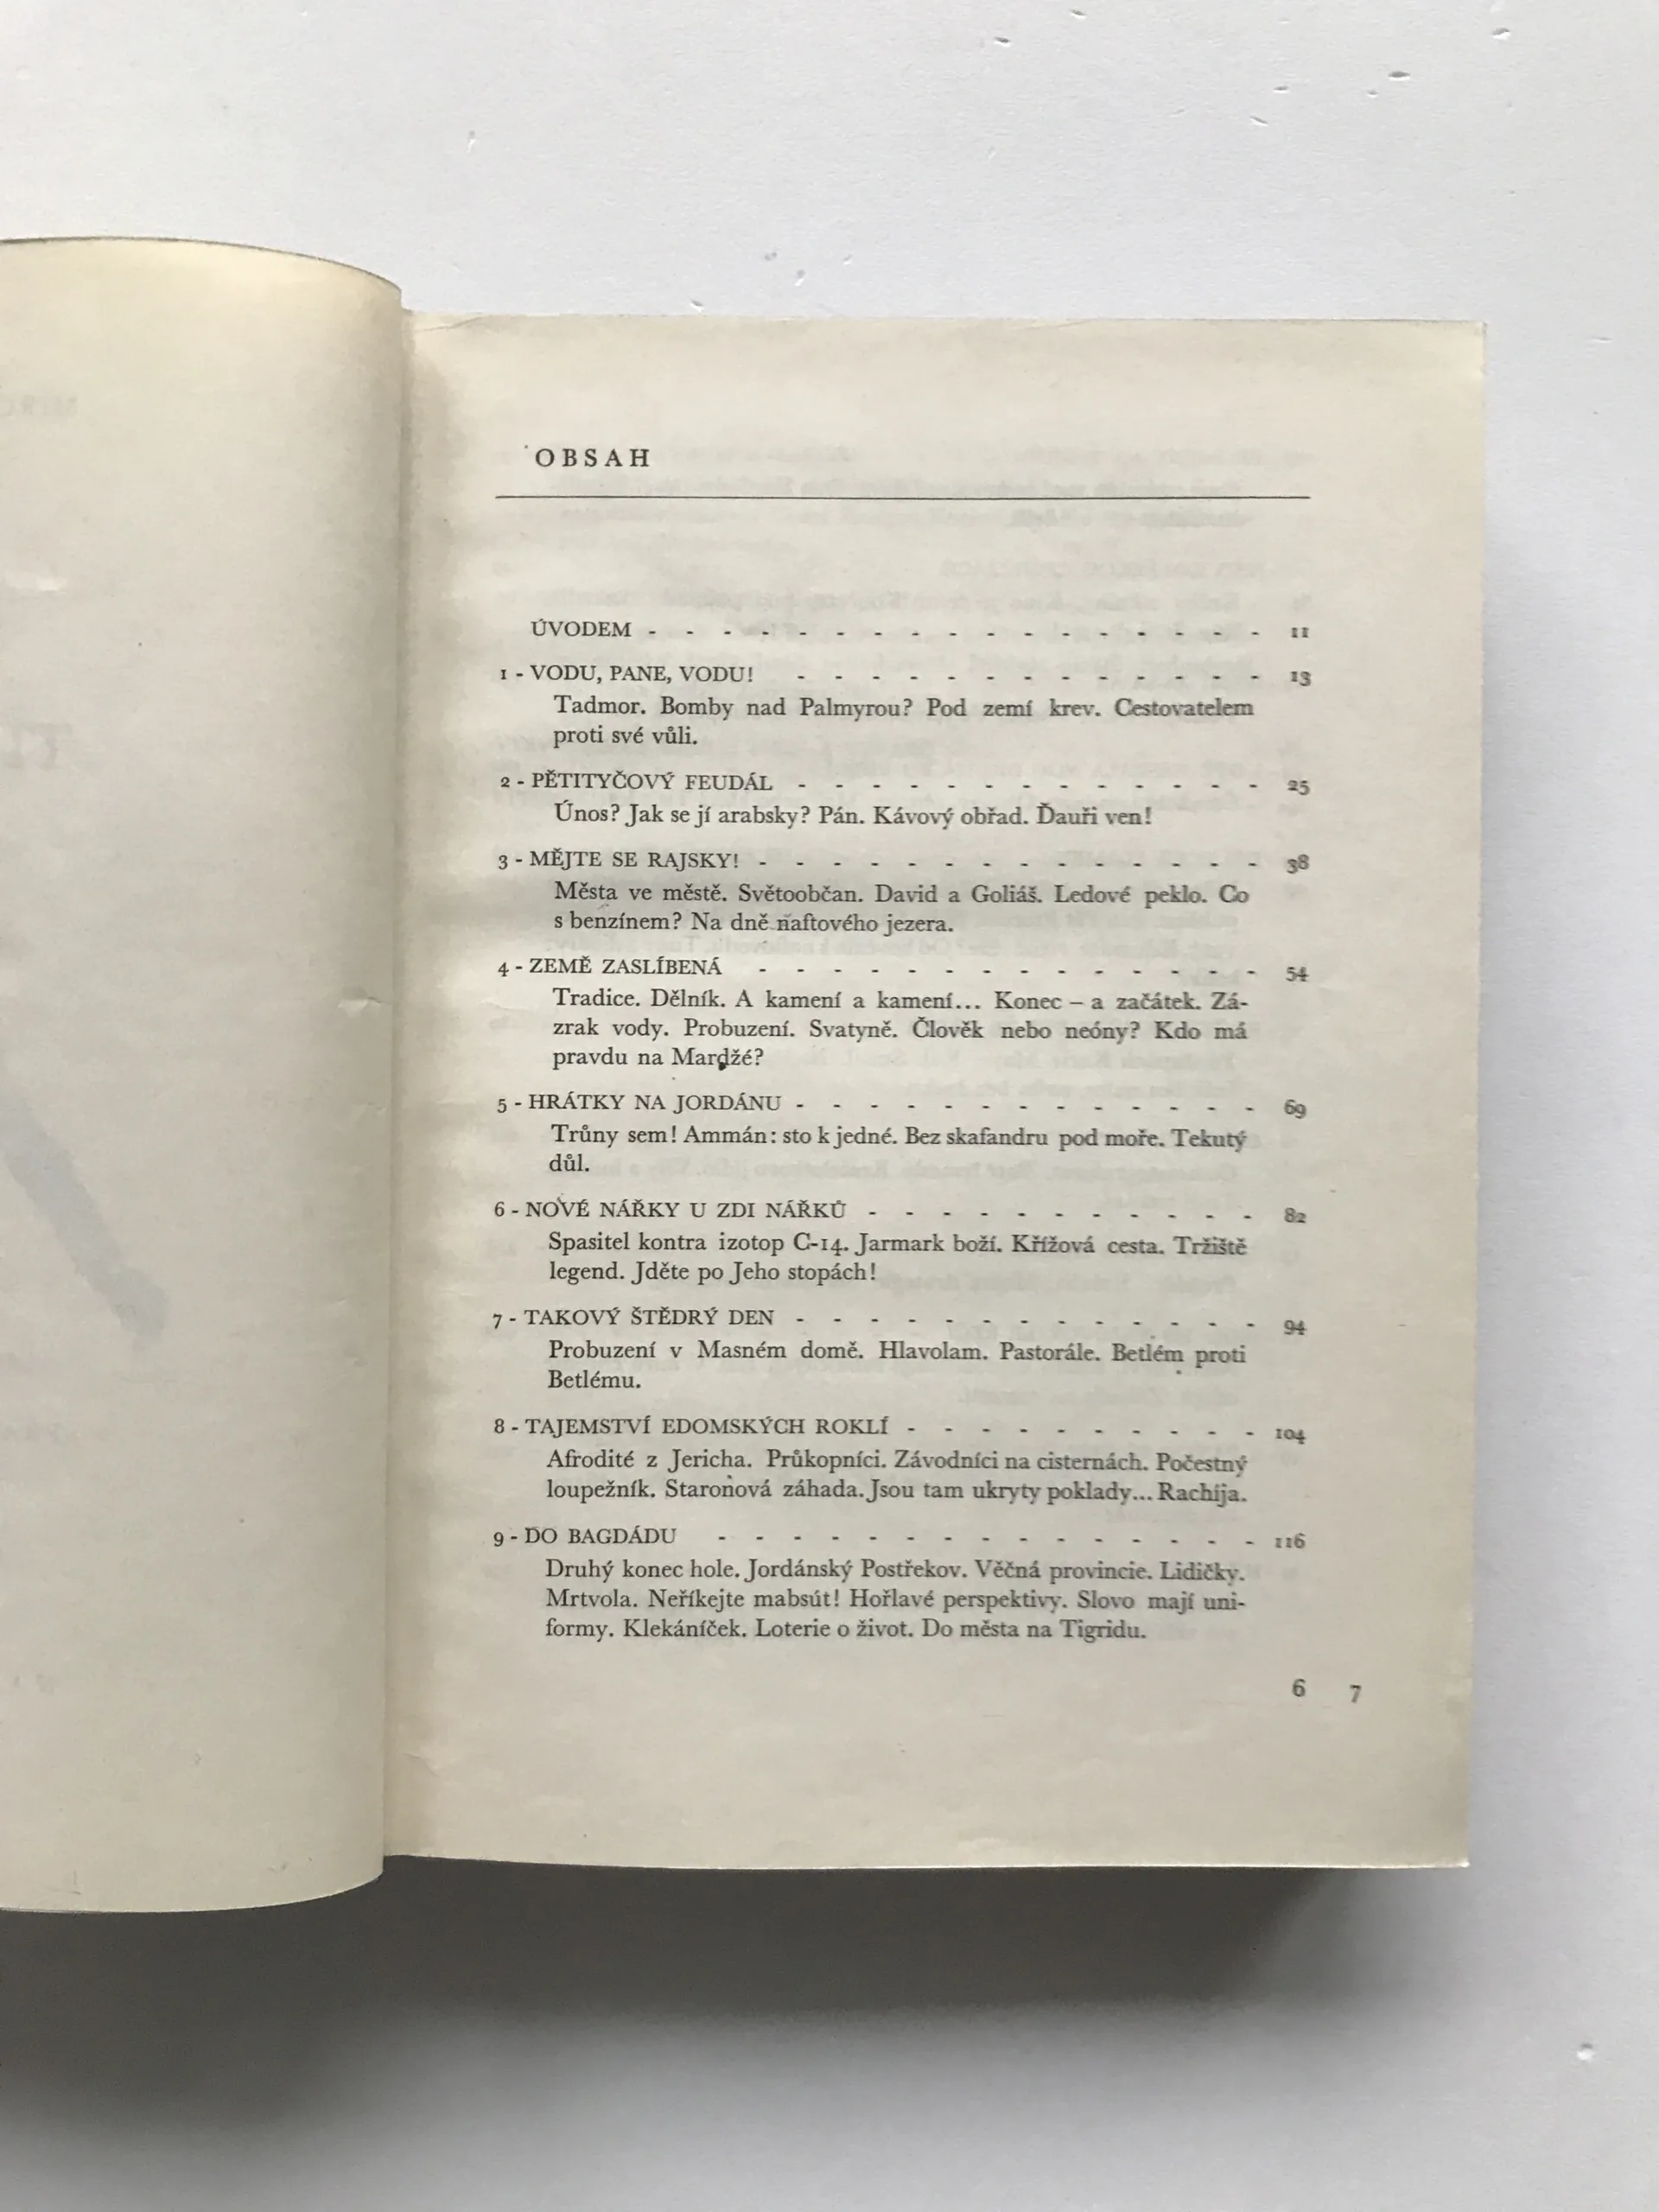 OBSAH
ÚVODEM - - - - - - - - - - - - - - - - - 11
1 - VODU, PANE, VODU! - - - - - - - - - - - - - 13
Tadmor. Bomby nad Palmyrou? Pod zemí krev. Cestovatelem
proti své vůli.
2 - PĚTITYČOVÝ FEUDÁL - - - - - - - - - - - - - 25
Únos? Jak se jí arabsky? Pán. Kávový obřad. Ďauři ven!
3 - MĚJTE SE RAJSKY! - - - - - - - - - - - - - - 38
Města ve městě. Světoobčan. David a Goliáš. Ledové peklo. Co
s benzínem? Na dně naftového jezera.
4 - ZEMĚ ZASLÍBENÁ - - - - - - - - - - - - - - 54
Tradice. Dělník. A kamení a kamení... Konec – a začátek. Zá-
zrak vody. Probuzení. Svatyně. Člověk nebo neóny? Kdo má
pravdu na Mardžé?
5 - HRÁTKY NA JORDÁNU - - - - - - - - - - - - - 69
Trůny sem! Ammán: sto k jedné. Bez skafandru pod moře. Tekutý
důl.
6 - NOVÉ NÁŘKY U ZDI NÁŘKŮ - - - - - - - - - - - 82
Spasitel kontra izotop C-14. Jarmark boží. Křížová cesta. Tržiště
legend. Jděte po Jeho stopách!
7 - TAKOVÝ ŠTĚDRÝ DEN - - - - - - - - - - - - - 94
Probuzení v Masném domě. Hlavolam. Pastorále. Betlém proti
Betlému.
8 - TAJEMSTVÍ EDOMSKÝCH ROKLÍ - - - - - - - - - - 104
Afrodité z Jericha. Průkopníci. Závodníci na cisternách. Počestný
loupežník. Staronová záhada. Jsou tam ukryty poklady... Rachíja.
9 - DO BAGDÁDU - - - - - - - - - - - - - - - 116
Druhý konec hole. Jordánský Postřekov. Věčná provincie. Lidičky.
Mrtvola. Neříkejte mabsút! Hořlavé perspektivy. Slovo mají uni-
formy. Klekáníček. Loterie o život. Do města na Tigridu.
6 7